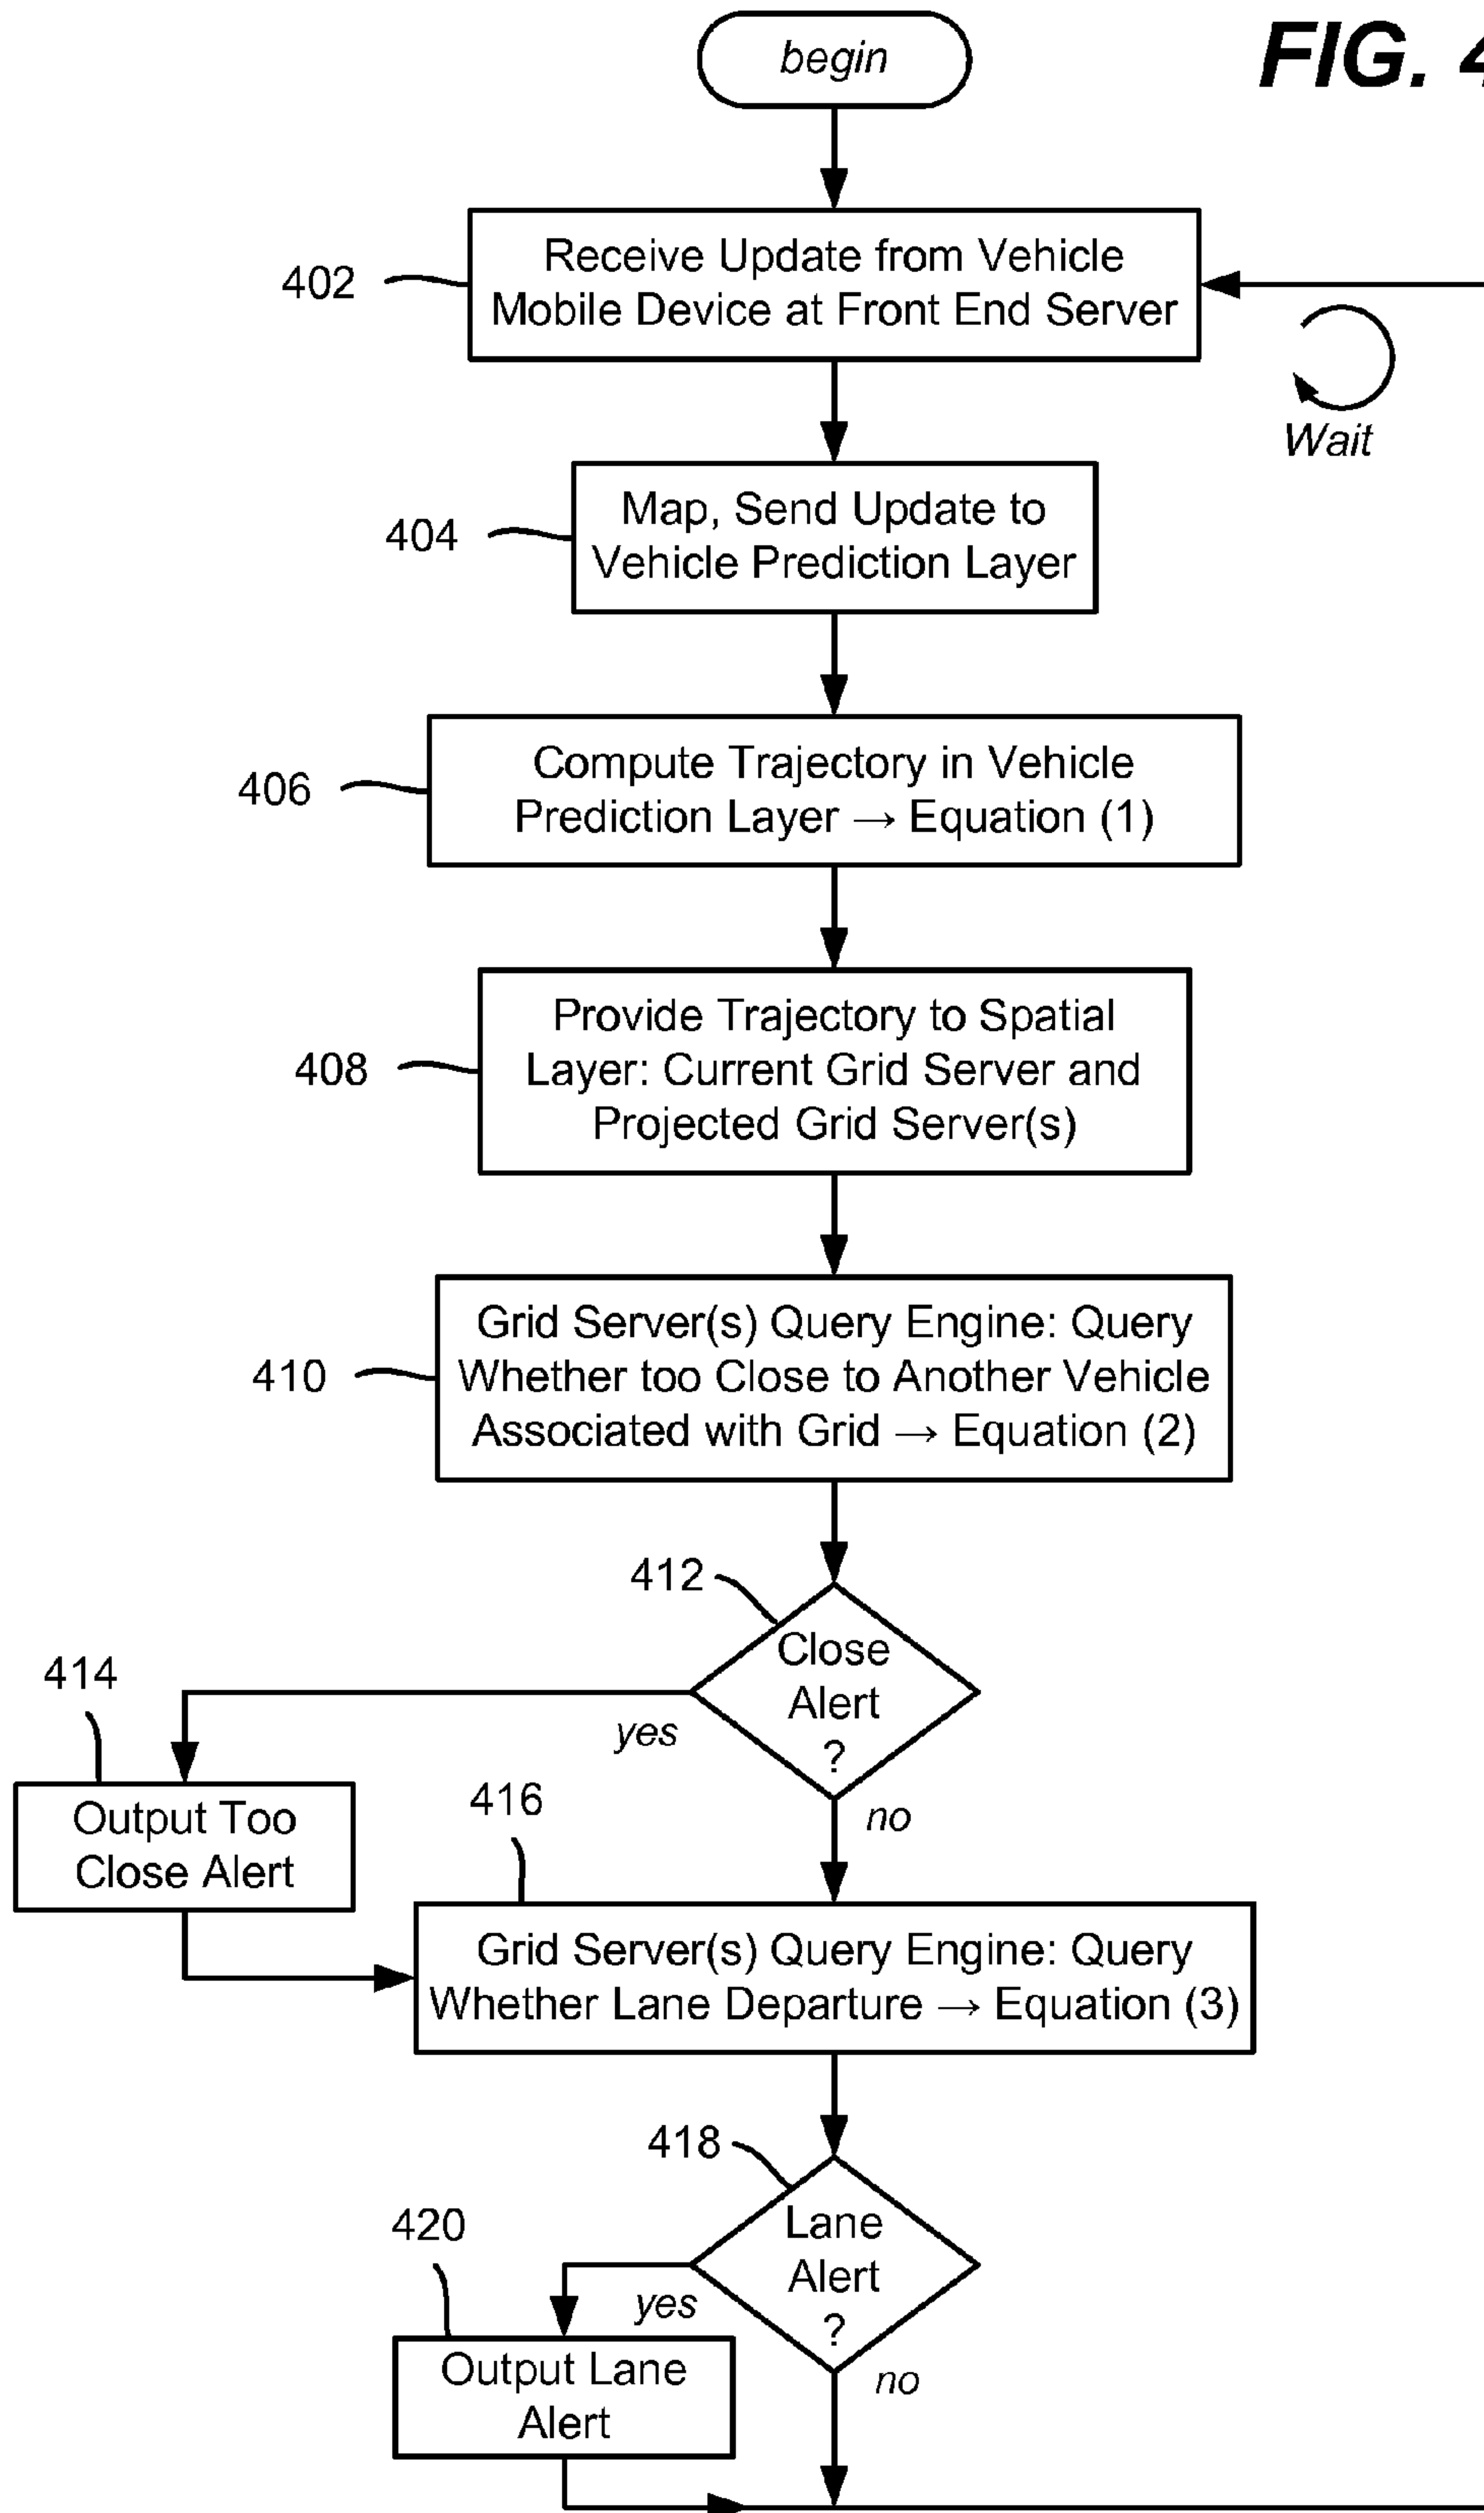 begin
FIG. 4
402
Receive Update from Vehicle
Mobile Device at Front End Server
Wait
404
Map, Send Update to
Vehicle Prediction Layer
406
Compute Trajectory in Vehicle
Prediction Layer → Equation (1)
408
Provide Trajectory to Spatial
Layer: Current Grid Server and
Projected Grid Server(s)
410
Grid Server(s) Query Engine: Query
Whether too Close to Another Vehicle
Associated with Grid → Equation (2)
412
Close
Alert
?
yes
no
414
Output Too
Close Alert
416
Grid Server(s) Query Engine: Query
Whether Lane Departure → Equation (3)
418
Lane
Alert
?
yes
no
420
Output Lane
Alert